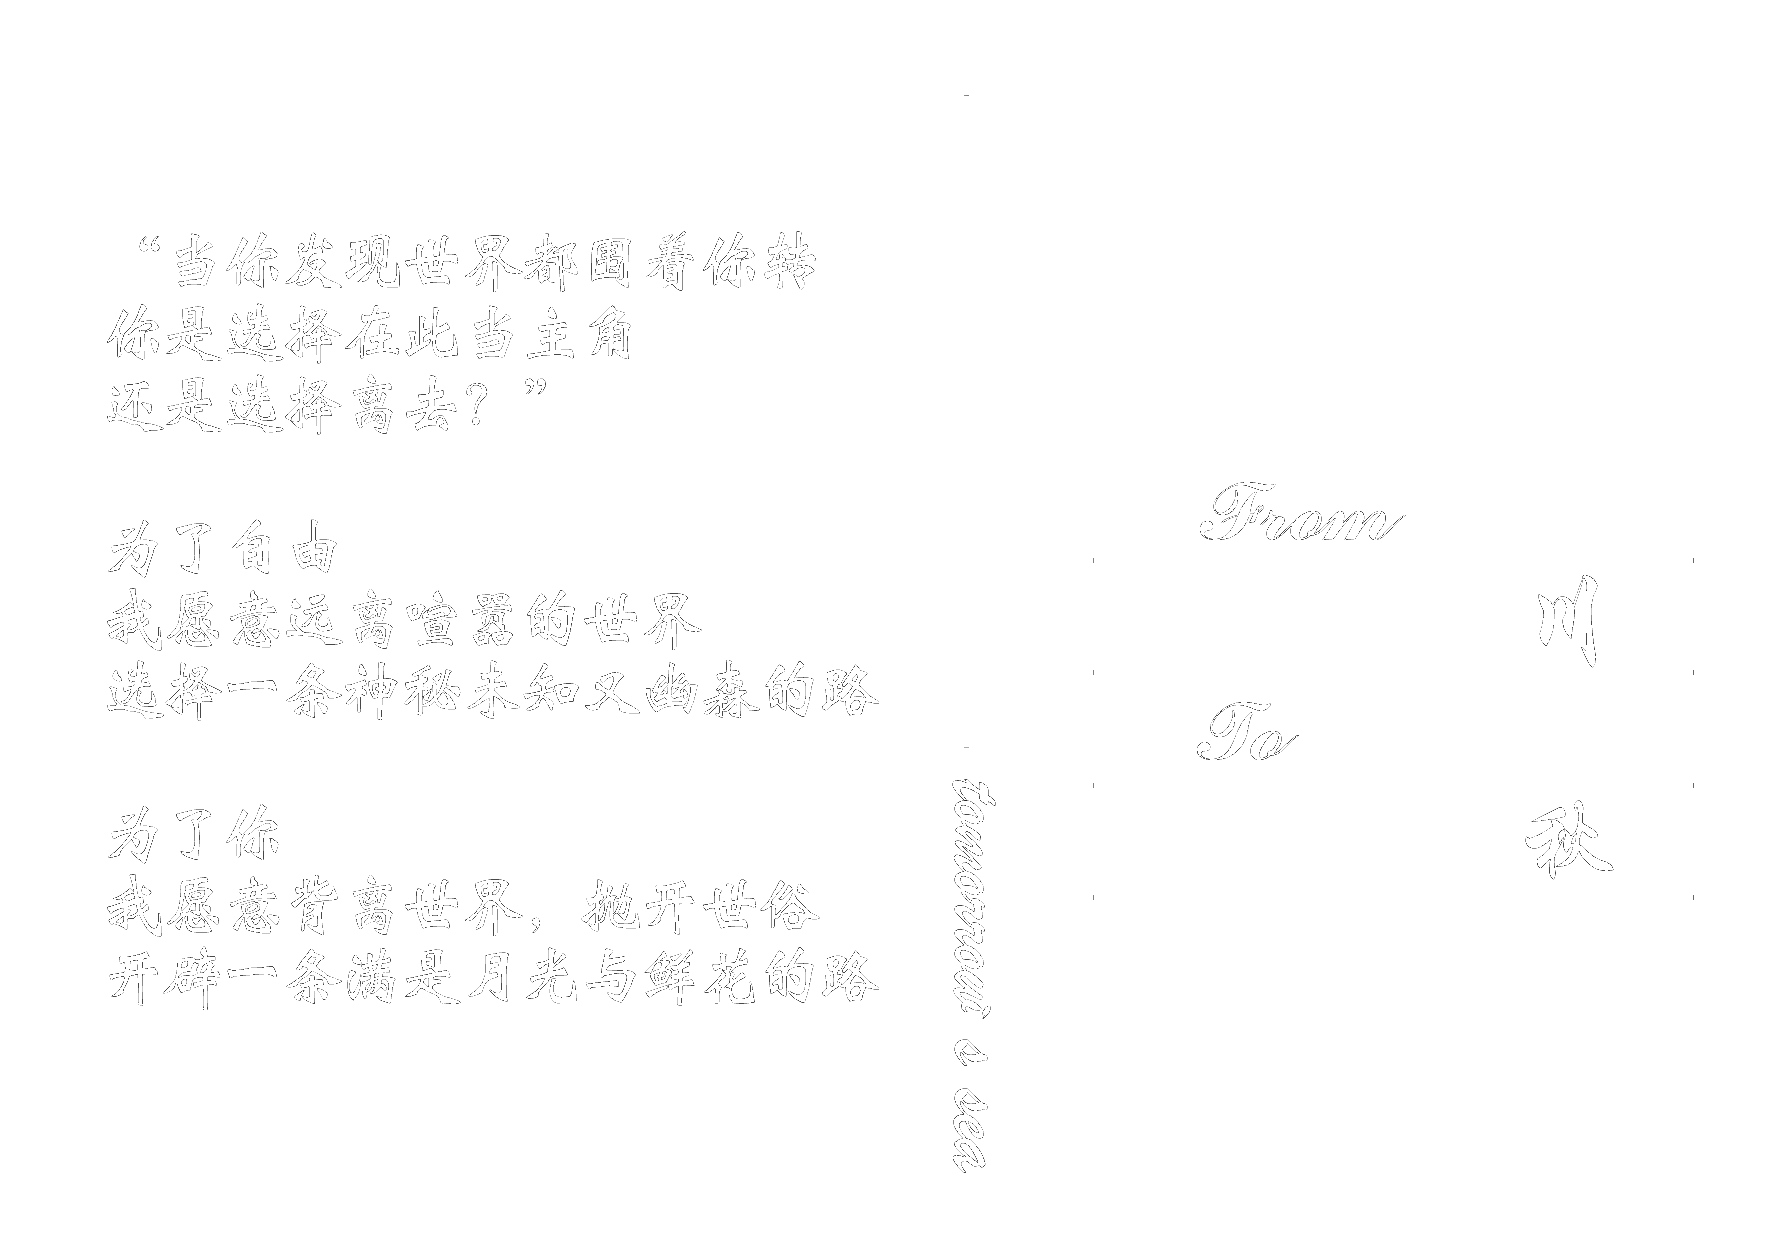 “当你发现世界都围着你转
你是选择在此当主角
还是选择离去？”
为了自由
我愿意远离喧嚣的世界
选择一条神秘未知又幽森的路
为了你
我愿意背离世界，抛开世俗
开辟一条满是月光与鲜花的路
tomorrow' s sea
From
川
To
秋